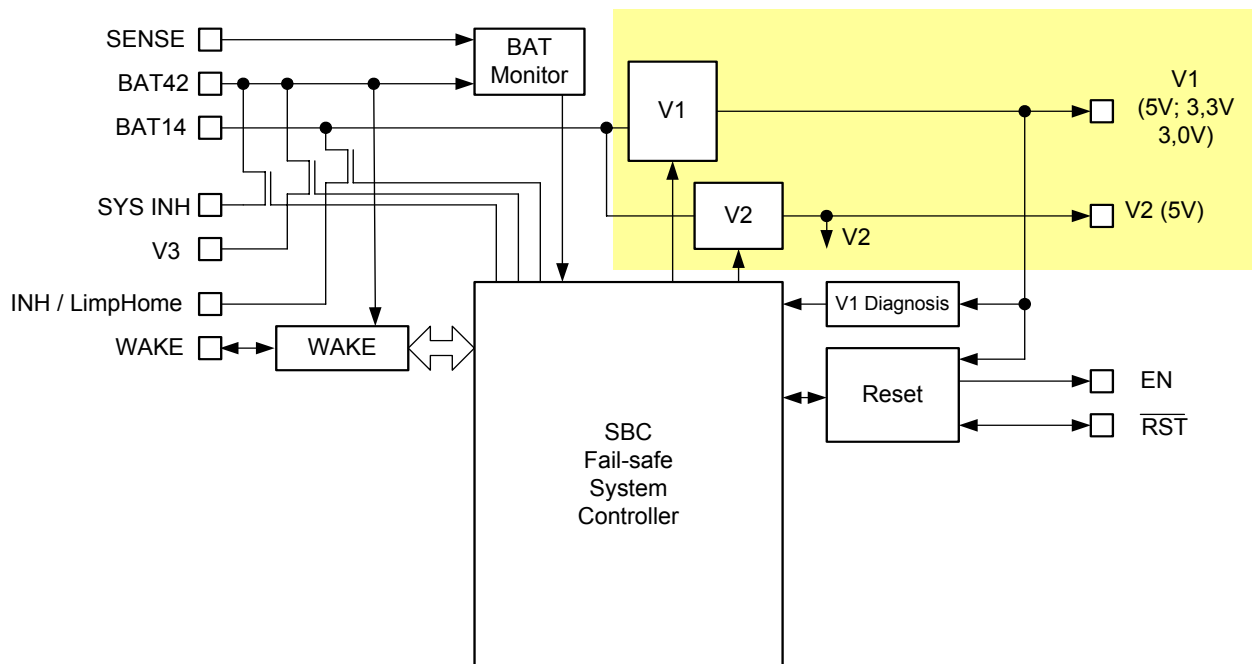 SENSE
BAT42
BAT14
SYS INH
V3
INH / LimpHome
WAKE
BAT
Monitor
WAKE
V1
V2
V2
V1
(5V; 3,3V
3,0V)
V2 (5V)
V1 Diagnosis
Reset
EN
RST
SBC
Fail-safe
System
Controller